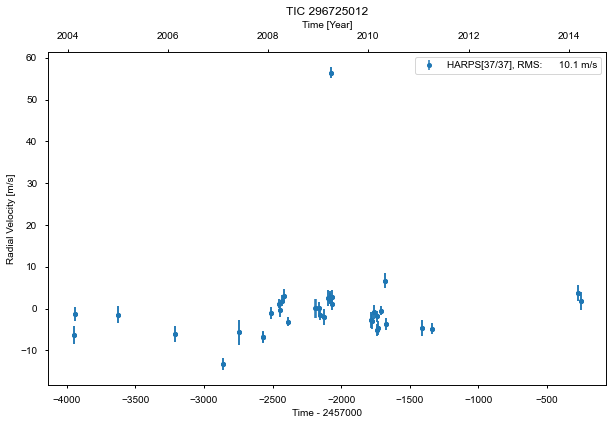 TIC 296725012
Time [Year]
2004 2006 2008 2010 2012 2014
HARPS[37/37], RMS: 10.1 m/s
60
50
40
30
20
10
0
−10
Radial Velocity [m/s]
−4000 −3500 −3000 −2500 −2000 −1500 −1000 −500
Time - 2457000